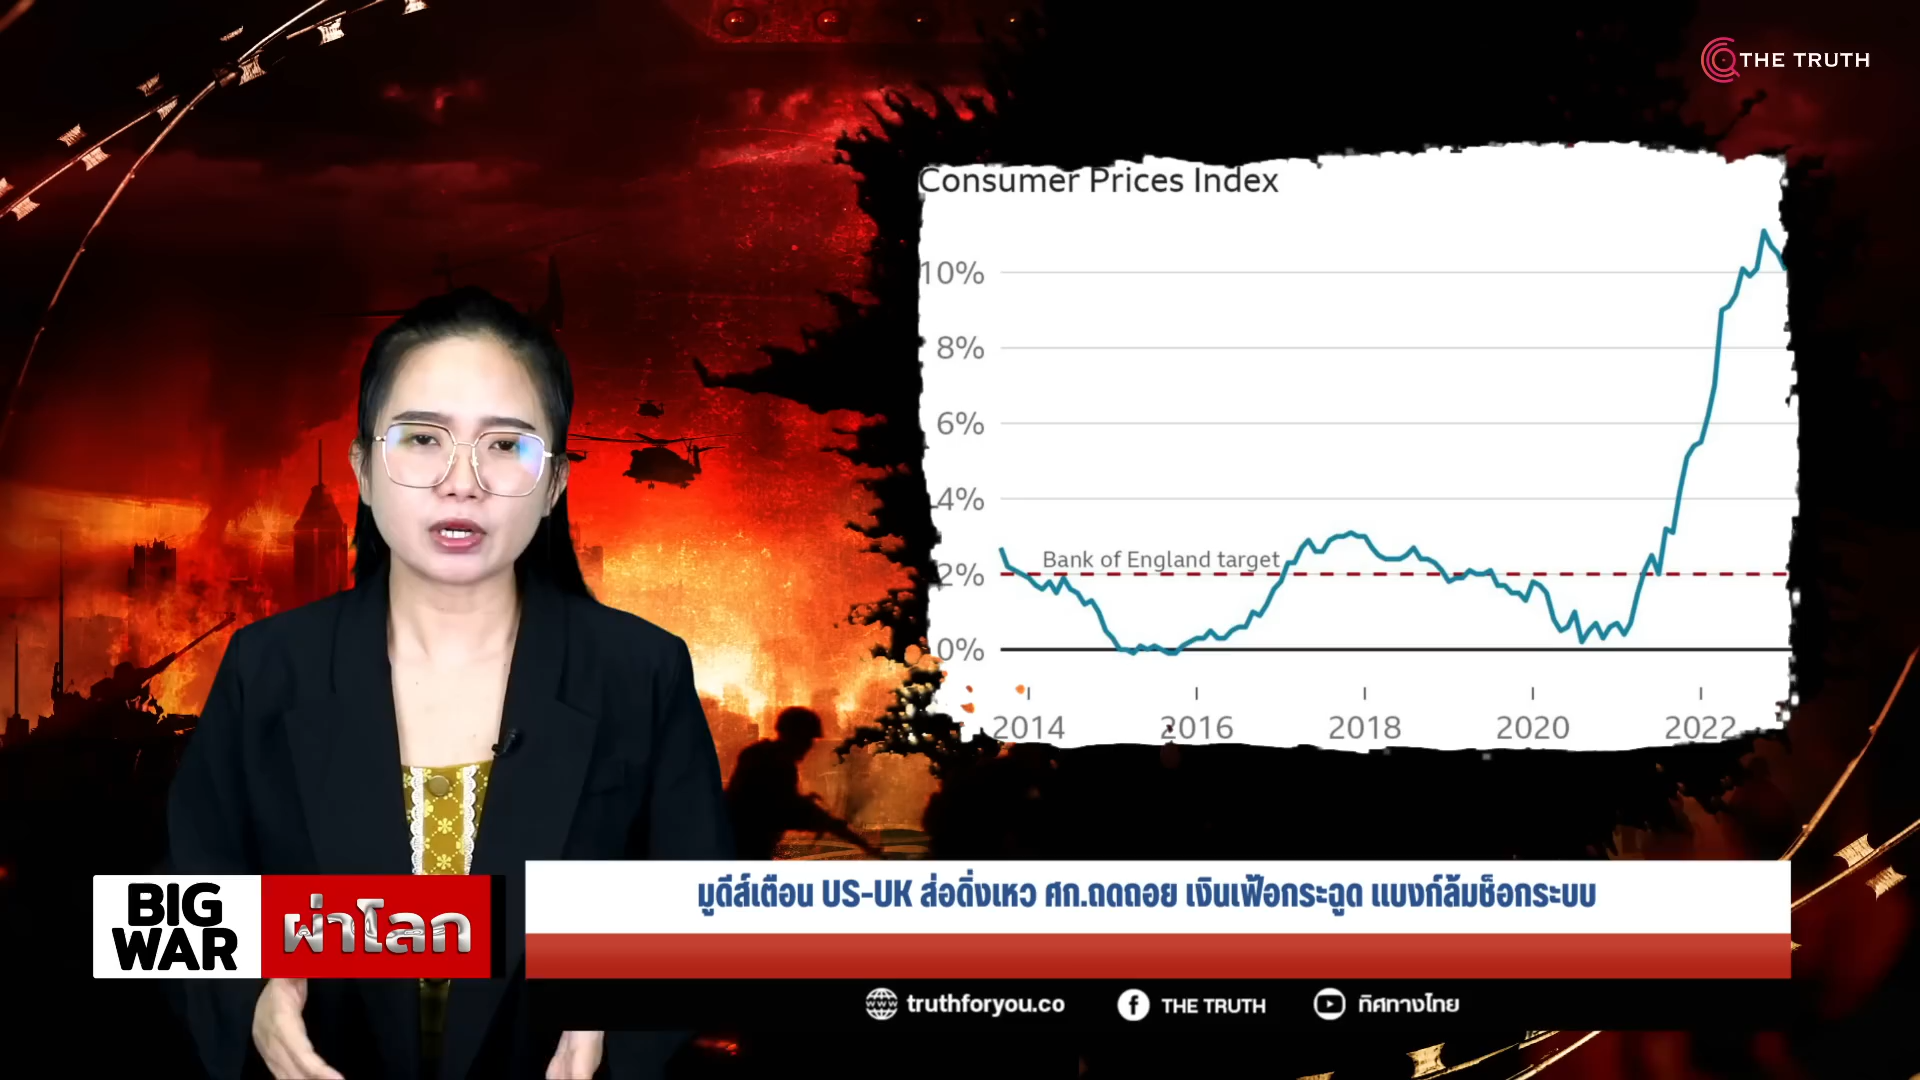 THE TRUTH
Consumer Prices Index
10%
8%
6%
4%
Bank of England target
2%
0%
2014 2016 2018 2020 2022
BIG
WAR
ผ่าโลก
มูดีส์เตือน US-UK ส่อดิ่งเหว ศก.ถดถอย เงินเฟ้อกระฉูด แบงก์ล้มช็อกระบบ
truthforyou.co
THE TRUTH
ทิศทางไทย